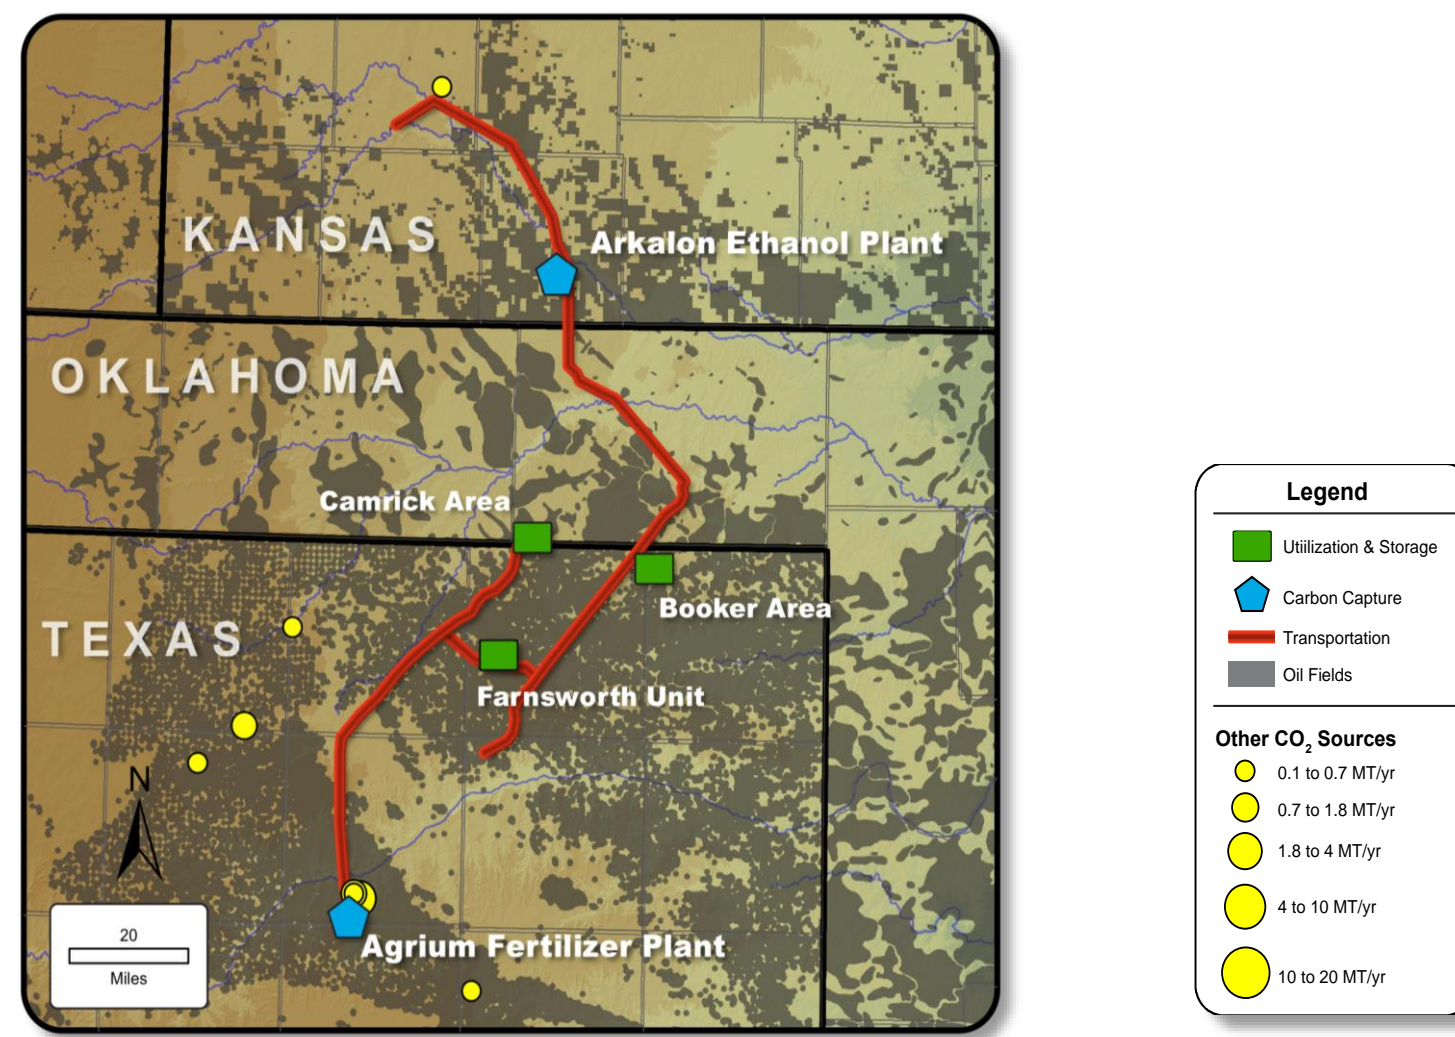 KANSAS
Arkalon Ethanol Plant
OKLAHOMA
Camrick Area
Booker Area
TEXAS
Farnsworth Unit
N
20
Miles
Agrium Fertilizer Plant
Legend
Utiilization & Storage
Carbon Capture
Transportation
Oil Fields
Other CO₂ Sources
0.1 to 0.7 MT/yr
0.7 to 1.8 MT/yr
1.8 to 4 MT/yr
4 to 10 MT/yr
10 to 20 MT/yr